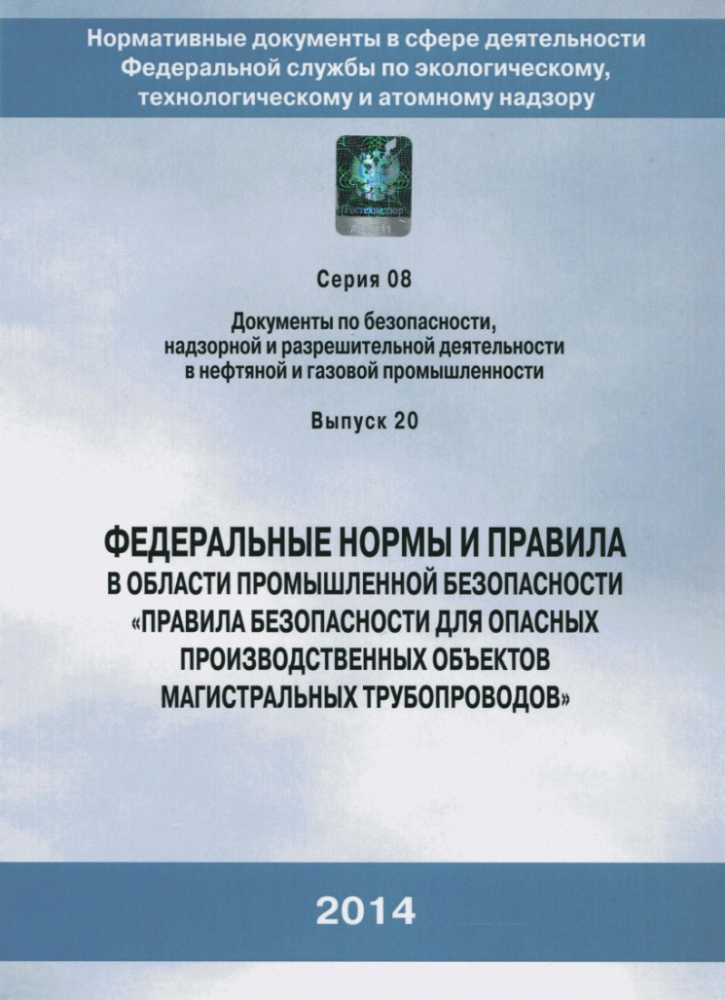 Нормативные документы в сфере деятельности
Федеральной службы по экологическому,
технологическому и атомному надзору
Ростехнадзор
Серия 08
Документы по безопасности,
надзорной и разрешительной деятельности
в нефтяной и газовой промышленности
Выпуск 20
ФЕДЕРАЛЬНЫЕ НОРМЫ И ПРАВИЛА
В ОБЛАСТИ ПРОМЫШЛЕННОЙ БЕЗОПАСНОСТИ
«ПРАВИЛА БЕЗОПАСНОСТИ ДЛЯ ОПАСНЫХ
ПРОИЗВОДСТВЕННЫХ ОБЪЕКТОВ
МАГИСТРАЛЬНЫХ ТРУБОПРОВОДОВ»
2014